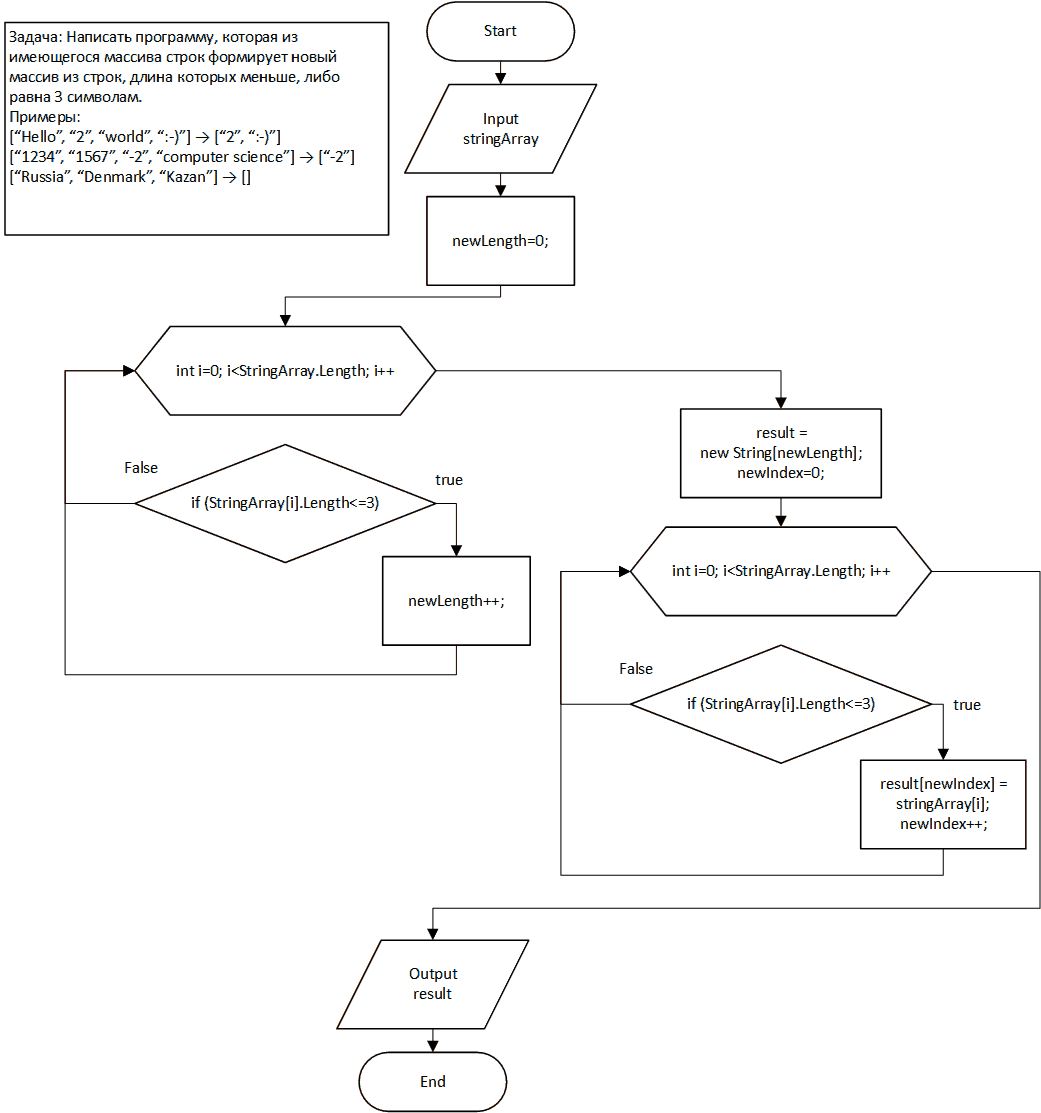 Задача: Написать программу, которая из
имеющегося массива строк формирует новый
массив из строк, длина которых меньше, либо
равна 3 символам.
Примеры:
[“Hello”, “2”, “world”, “:-)”] → [“2”, “:-)”]
[“1234”, “1567”, “-2”, “computer science”] → [“-2”]
[“Russia”, “Denmark”, “Kazan”] → []
Start
Input
stringArray
newLength=0;
int i=0; i<StringArray.Length; i++
False
if (StringArray[i].Length<=3)
true
newLength++;
result =
new String[newLength];
newIndex=0;
int i=0; i<StringArray.Length; i++
False
if (StringArray[i].Length<=3)
true
result[newIndex] =
stringArray[i];
newIndex++;
Output
result
End